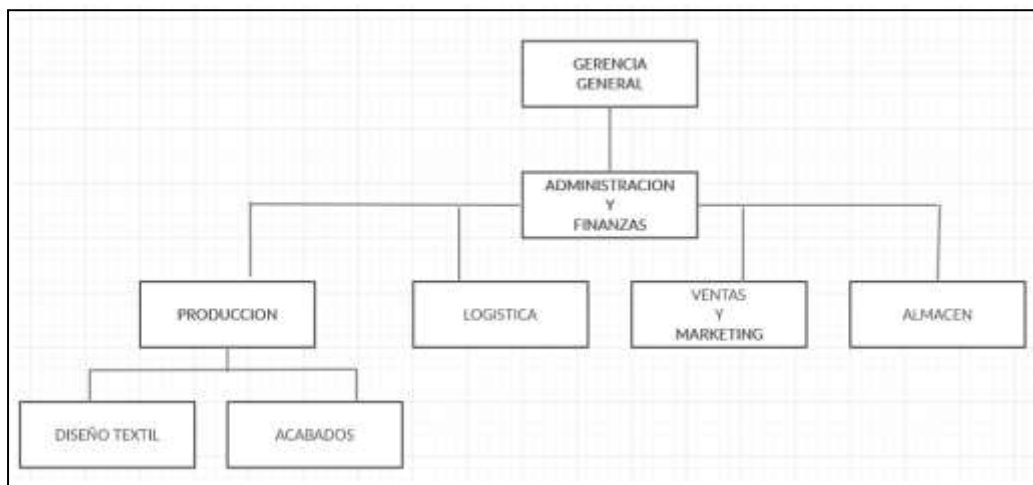 GERENCIA
GENERAL
ADMINISTRACION
Y
FINANZAS
PRODUCCION
LOGISTICA
VENTAS
Y
MARKETING
ALMACEN
DISEÑO TEXTIL
ACABADOS